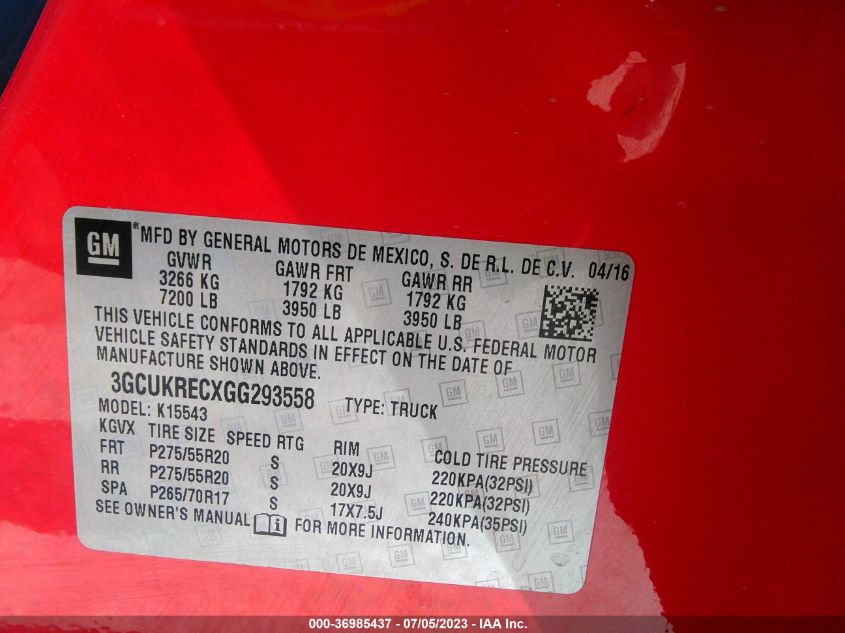 GM ® MFD BY GENERAL MOTORS DE MEXICO, S. DE R.L. DE C.V. 04/16
GVWR GAWR FRT GAWR RR
3266 KG 1792 KG 1792 KG
7200 LB 3950 LB 3950 LB
THIS VEHICLE CONFORMS TO ALL APPLICABLE U.S. FEDERAL MOTOR
VEHICLE SAFETY STANDARDS IN EFFECT ON THE DATE OF
MANUFACTURE SHOWN ABOVE.
3GCUKRECXGG293558 TYPE: TRUCK
MODEL: K15543
KGVX TIRE SIZE SPEED RTG RIM COLD TIRE PRESSURE
FRT P275/55R20 S 20X9J 220KPA(32PSI)
RR P275/55R20 S 20X9J 220KPA(32PSI)
SPA P265/70R17 S 17X7.5J 240KPA(35PSI)
SEE OWNER'S MANUAL i FOR MORE INFORMATION.
000-36985437 - 07/05/2023 - IAA Inc.